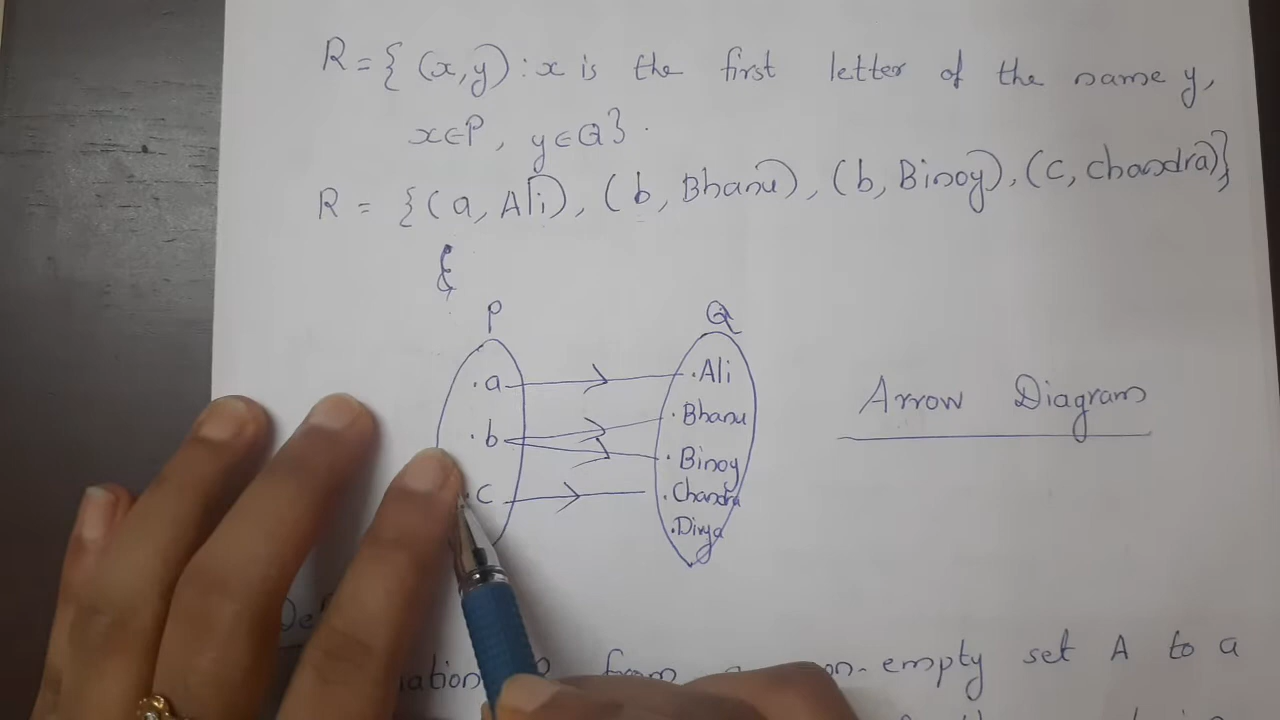 R = { (x, y) : x is the first letter of the name y,
x ∈ P, y ∈ Q }.
R = {(a, Ali), (b, Bhanu), (b, Binoy), (c, Chandra)}
{
P Q
.a .Ali
Arrow Diagram
.b .Bhanu
.Binoy
.c .Chandra
.Divya
from non-empty set A to a